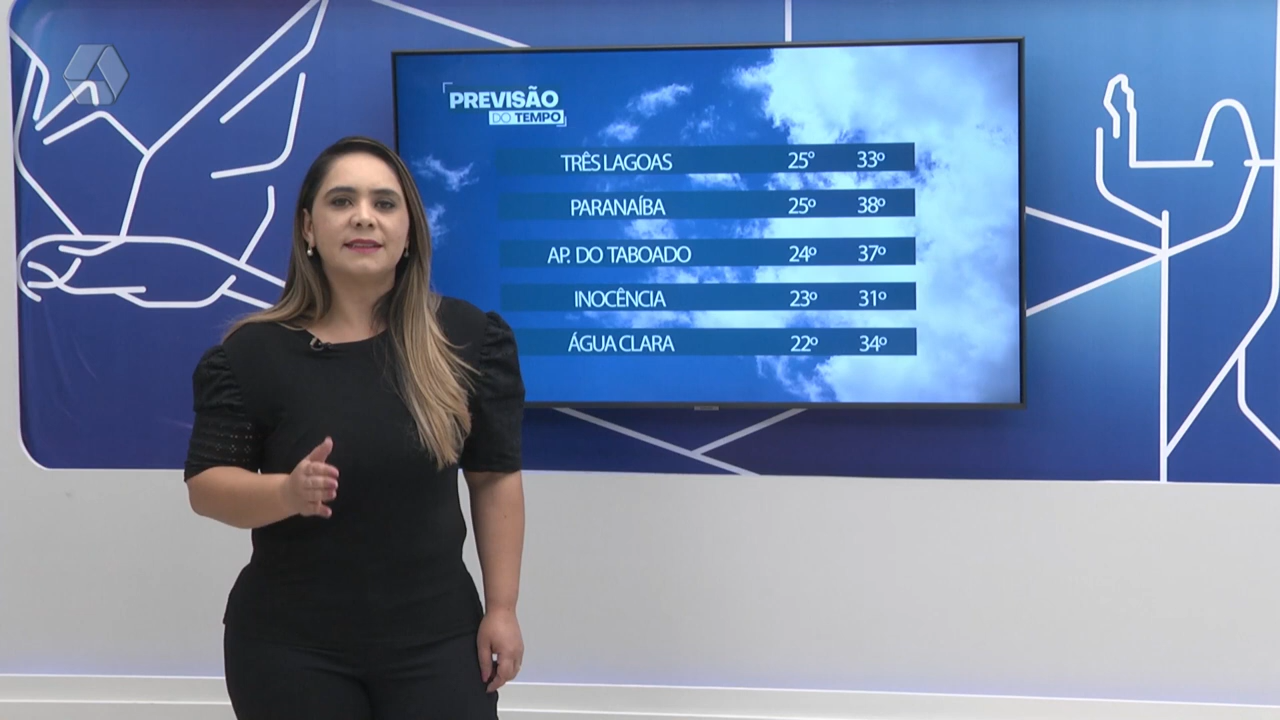 PREVISÃO
DO TEMPO
TRÊS LAGOAS 25º 33º
PARANAÍBA 25º 38º
AP. DO TABOADO 24º 37º
INOCÊNCIA 23º 31º
ÁGUA CLARA 22º 34º